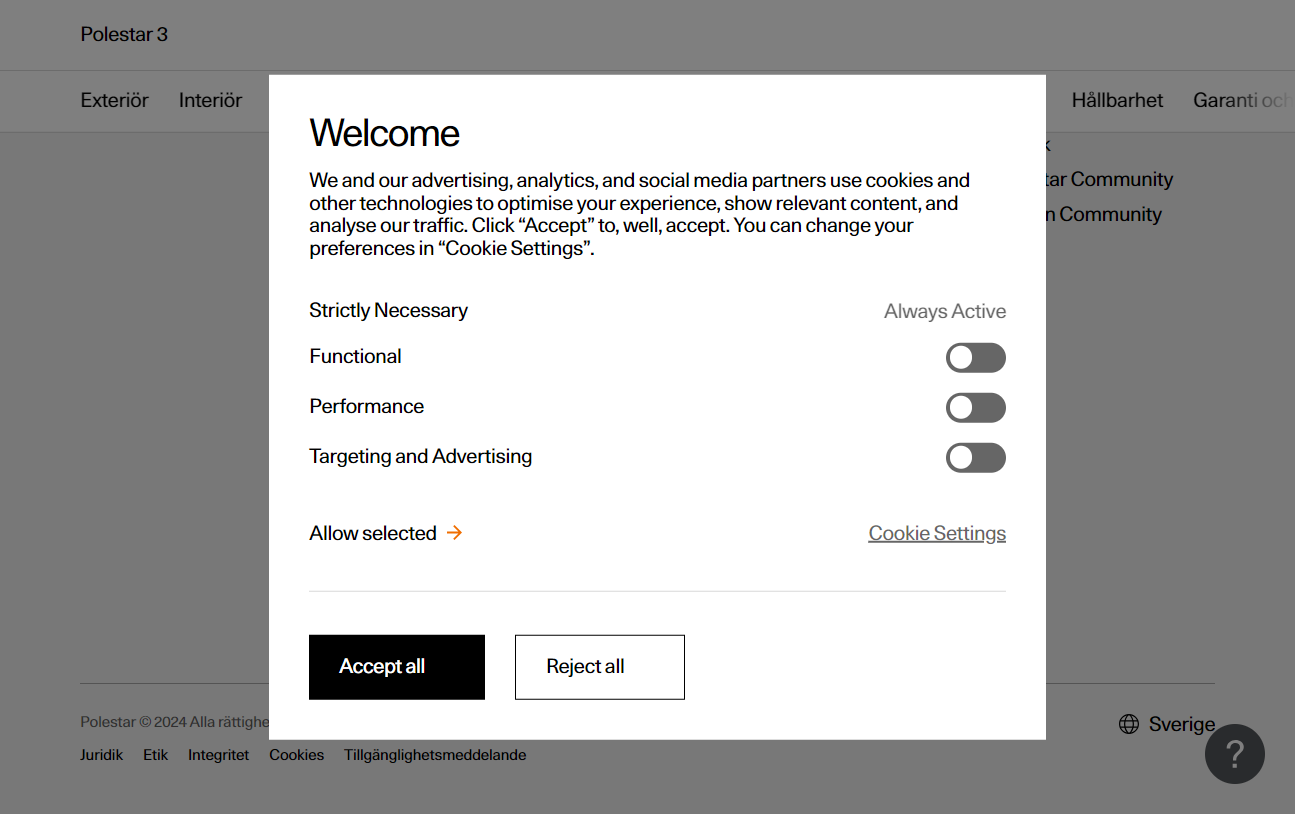 Polestar 3
Exteriör Interiör Hållbarhet Garanti och
Welcome
We and our advertising, analytics, and social media partners use cookies and
other technologies to optimise your experience, show relevant content, and
analyse our traffic. Click “Accept” to, well, accept. You can change your
preferences in “Cookie Settings”.
Community
Community
Strictly Necessary Always Active
Functional
Performance
Targeting and Advertising
Allow selected → Cookie Settings
Accept all Reject all
Polestar © 2024 Alla
Sverige
Juridik Etik Integritet Cookies Tillgänglighetsmeddelande
?